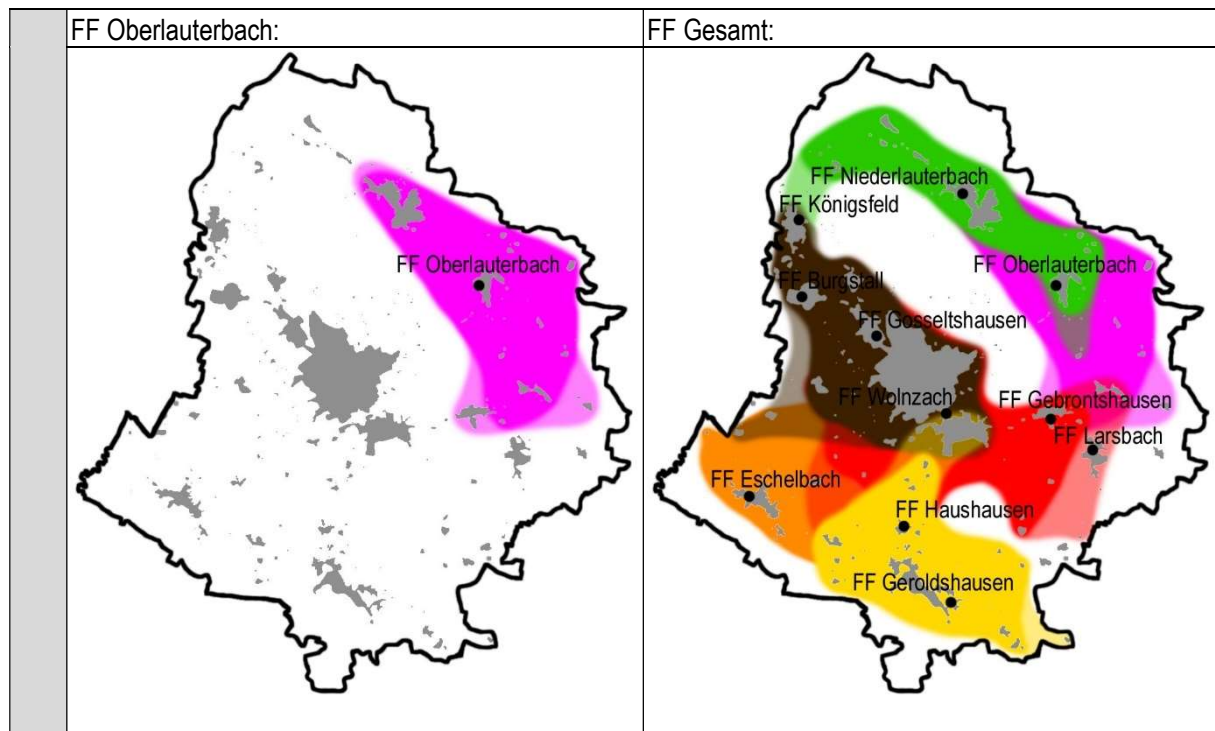 FF Oberlauterbach:
FF Oberlauterbach
FF Gesamt:
FF Niederlauterbach
FF Königsfeld
FF Oberlauterbach
FF Burgstall
FF Gosseltshausen
FF Wolnzach
FF Gebrontshausen
FF Larsbach
FF Eschelbach
FF Haushausen
FF Geroldshausen